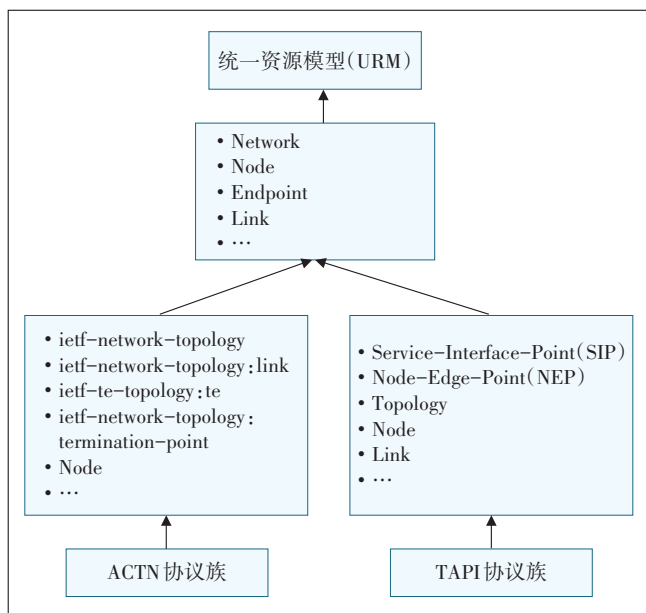 统一资源模型(URM)
• Network
• Node
• Endpoint
• Link
• …
• ietf-network-topology
• ietf-network-topology:link
• ietf-te-topology:te
• ietf-network-topology:
termination-point
• Node
• …
• Service-Interface-Point(SIP)
• Node-Edge-Point(NEP)
• Topology
• Node
• Link
• …
ACTN协议族
TAPI协议族